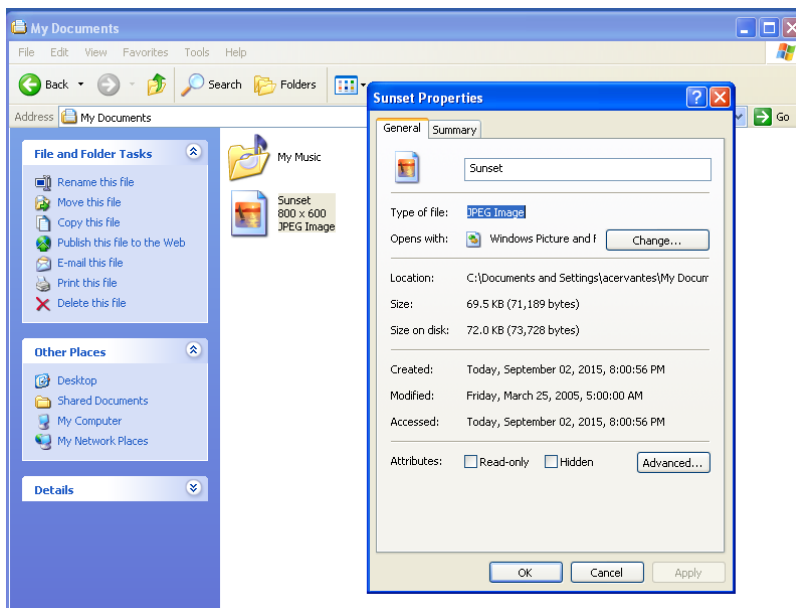 My Documents
File Edit View Favorites Tools Help
Back Search Folders
Address My Documents Go
File and Folder Tasks
Rename this file
Move this file
Copy this file
Publish this file to the Web
E-mail this file
Print this file
Delete this file
Other Places
Desktop
Shared Documents
My Computer
My Network Places
Details
My Music
Sunset
800 x 600
JPEG Image
Sunset Properties
General Summary
Sunset
Type of file: JPEG Image
Opens with: Windows Picture and F Change...
Location: C:\Documents and Settings\acervantes\My Docum
Size: 69.5 KB (71,189 bytes)
Size on disk: 72.0 KB (73,728 bytes)
Created: Today, September 02, 2015, 8:00:56 PM
Modified: Friday, March 25, 2005, 5:00:00 AM
Accessed: Today, September 02, 2015, 8:00:56 PM
Attributes: Read-only Hidden Advanced...
OK Cancel Apply